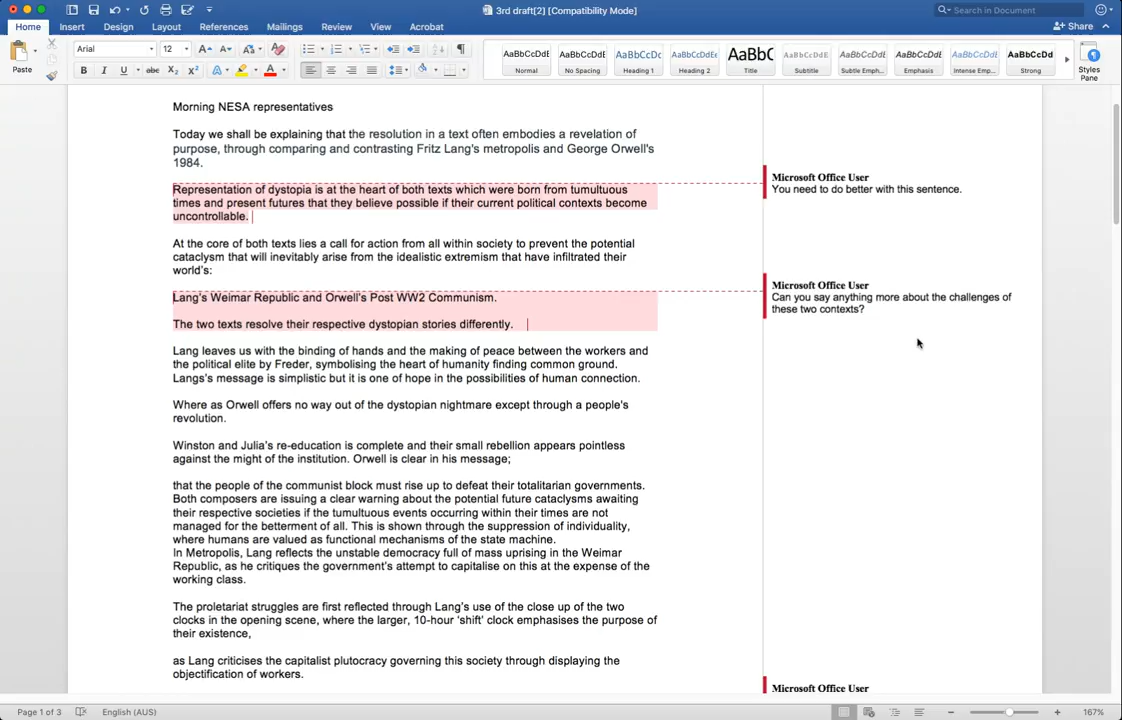 3rd draft[2] [Compatibility Mode]
Search in Document
Home Insert Design Layout References Mailings Review View Acrobat
Share
Paste
Arial 12
B I U abc X2 X2 A A
AaBbCcDdE AaBbCcDdE AaBbCcDc AaBbCcDdEe AaBbC AaBbCcDdE AaBbCcDdE AaBbCcDdE AaBbCcDdE AaBbCcDd
Normal No Spacing Heading 1 Heading 2 Title Subtitle Subtle Emph... Emphasis Intense Emp... Strong
Styles
Pane
Morning NESA representatives
Today we shall be explaining that the resolution in a text often embodies a revelation of
purpose, through comparing and contrasting Fritz Lang's metropolis and George Orwell's
1984.
Representation of dystopia is at the heart of both texts which were born from tumultuous
times and present futures that they believe possible if their current political contexts become
uncontrollable.
Microsoft Office User
You need to do better with this sentence.
At the core of both texts lies a call for action from all within society to prevent the potential
cataclysm that will inevitably arise from the idealistic extremism that have infiltrated their
world's:
Lang's Weimar Republic and Orwell's Post WW2 Communism.
The two texts resolve their respective dystopian stories differently.
Microsoft Office User
Can you say anything more about the challenges of
these two contexts?
Lang leaves us with the binding of hands and the making of peace between the workers and
the political elite by Freder, symbolising the heart of humanity finding common ground.
Langs's message is simplistic but it is one of hope in the possibilities of human connection.
Where as Orwell offers no way out of the dystopian nightmare except through a people's
revolution.
Winston and Julia's re-education is complete and their small rebellion appears pointless
against the might of the institution. Orwell is clear in his message;
that the people of the communist block must rise up to defeat their totalitarian governments.
Both composers are issuing a clear warning about the potential future cataclysms awaiting
their respective societies if the tumultuous events occurring within their times are not
managed for the betterment of all. This is shown through the suppression of individuality,
where humans are valued as functional mechanisms of the state machine.
In Metropolis, Lang reflects the unstable democracy full of mass uprising in the Weimar
Republic, as he critiques the government's attempt to capitalise on this at the expense of the
working class.
The proletariat struggles are first reflected through Lang's use of the close up of the two
clocks in the opening scene, where the larger, 10-hour 'shift' clock emphasises the purpose of
their existence,
as Lang criticises the capitalist plutocracy governing this society through displaying the
objectification of workers.
Microsoft Office User
Page 1 of 3 English (AUS) 167%